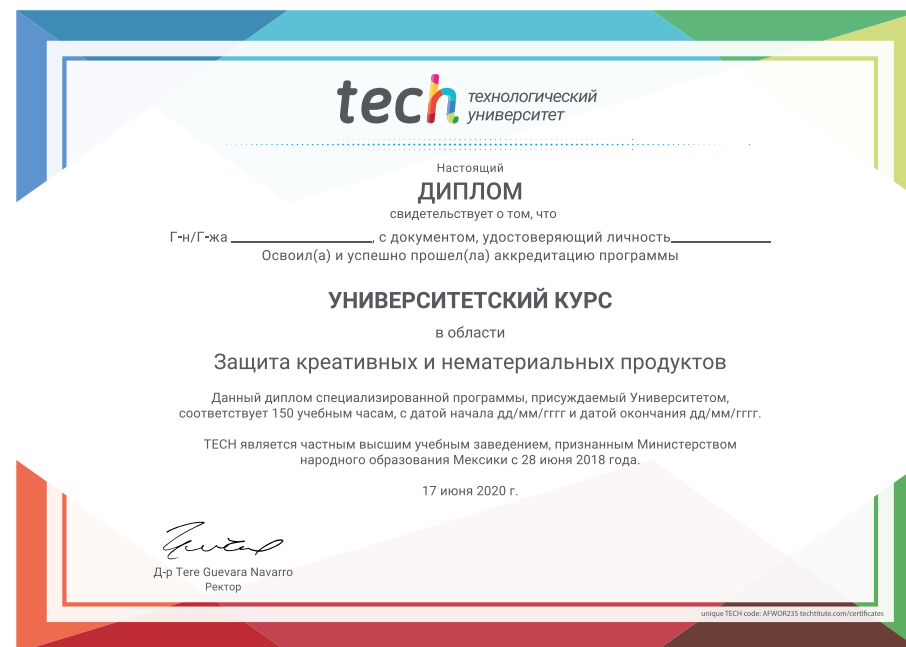 tech технологический
университет
Настоящий
ДИПЛОМ
свидетельствует о том, что
Г-н/Г-жа , с документом, удостоверяющий личность
Освоил(а) и успешно прошел(ла) аккредитацию программы
УНИВЕРСИТЕТСКИЙ КУРС
в области
Защита креативных и нематериальных продуктов
Данный диплом специализированной программы, присуждаемый Университетом,
соответствует 150 учебным часам, с датой начала дд/мм/гггг и датой окончания дд/мм/гггг.
TECH является частным высшим учебным заведением, признанным Министерством
народного образования Мексики с 28 июня 2018 года.
17 июня 2020 г.
Д-р Tere Guevara Navarro
Ректор
unique TECH code: AFWOR23S techtitute.com/certificates